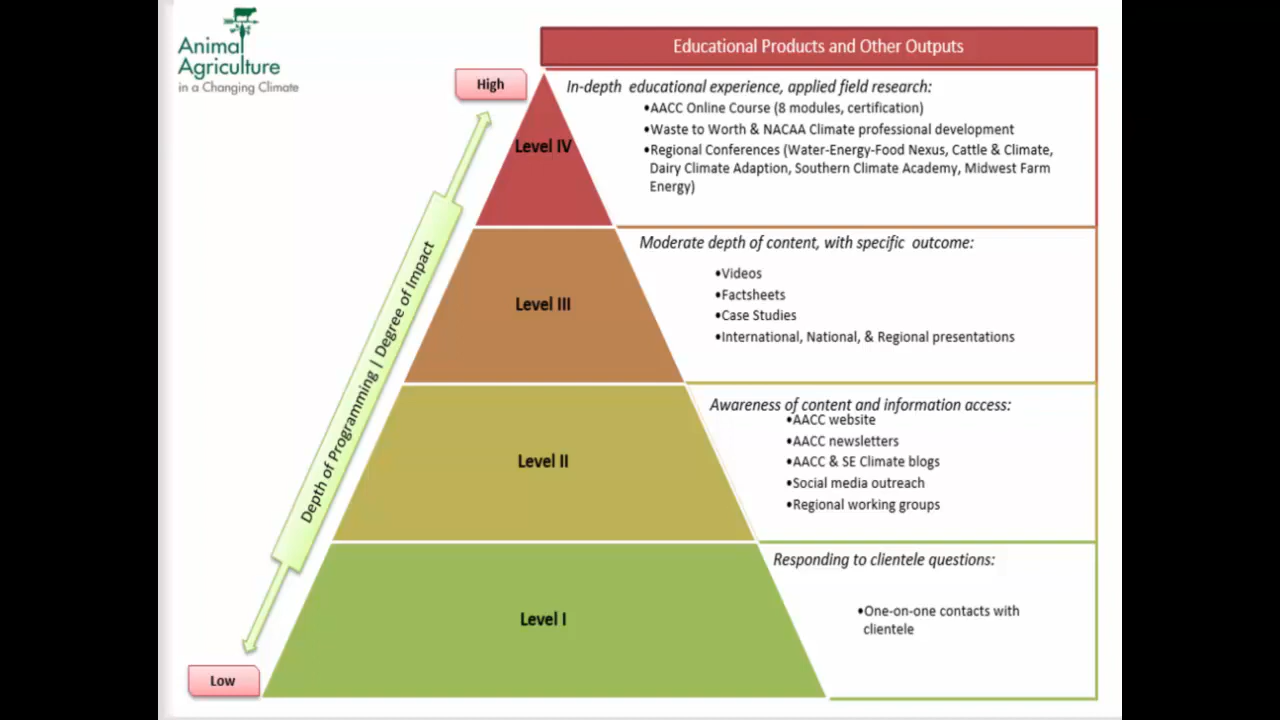 Animal
Agriculture
in a Changing Climate
Educational Products and Other Outputs
High
In-depth educational experience, applied field research:
•AACC Online Course (8 modules, certification)
•Waste to Worth & NACAA Climate professional development
•Regional Conferences (Water-Energy-Food Nexus, Cattle & Climate,
Dairy Climate Adaption, Southern Climate Academy, Midwest Farm
Energy)
Level IV
Moderate depth of content, with specific outcome:
•Videos
•Factsheets
•Case Studies
•International, National, & Regional presentations
Level III
Depth of Programming | Degree of Impact
Awareness of content and information access:
•AACC website
•AACC newsletters
•AACC & SE Climate blogs
•Social media outreach
•Regional working groups
Level II
Responding to clientele questions:
•One-on-one contacts with
clientele
Level I
Low